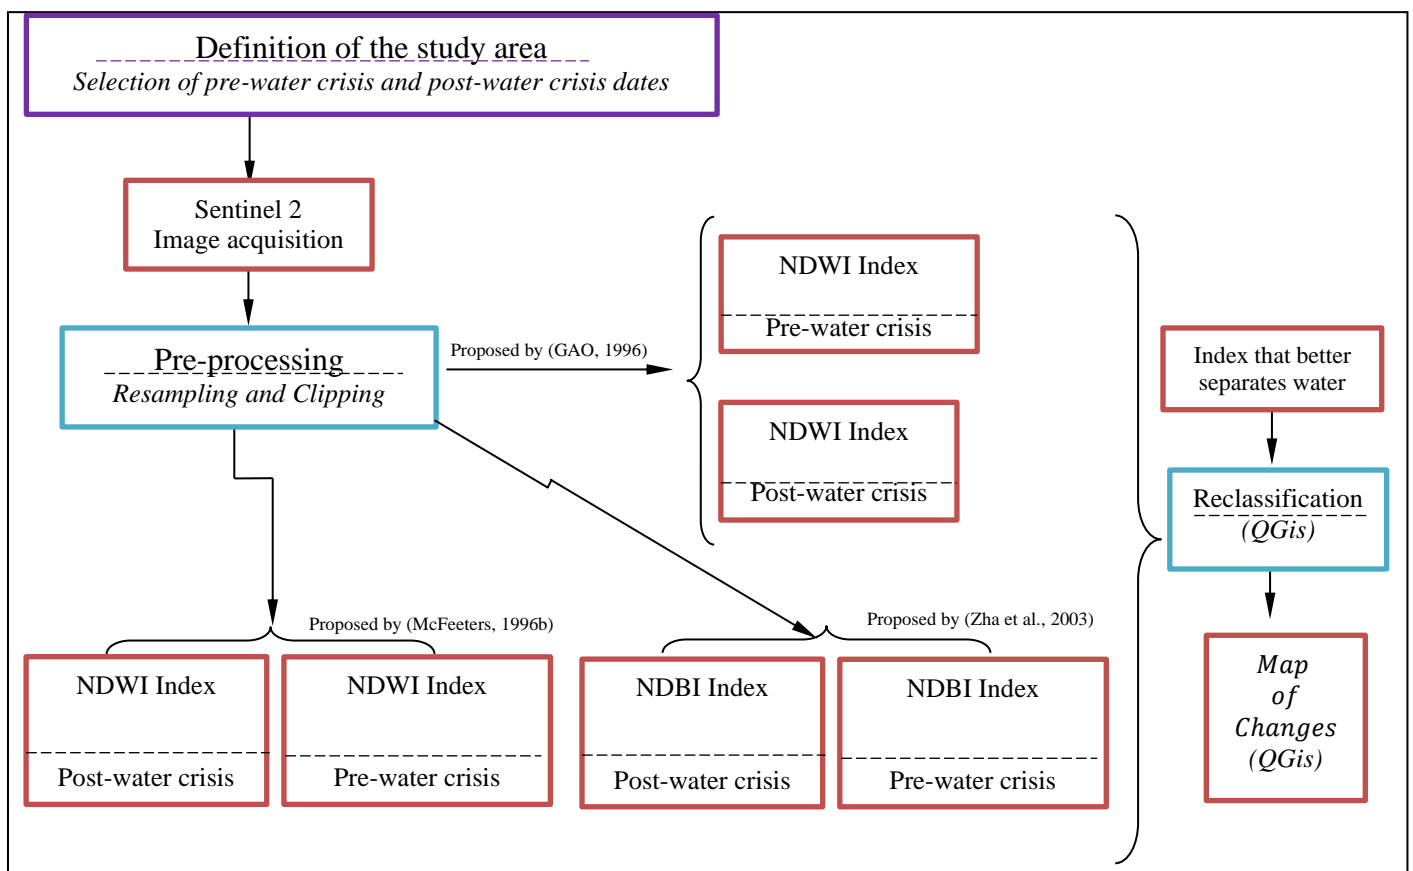 Definition of the study area
Selection of pre-water crisis and post-water crisis dates
Sentinel 2
Image acquisition
Pre-processing
Resampling and Clipping
Proposed by (GAO, 1996)
NDWI Index
Pre-water crisis
NDWI Index
Post-water crisis
Proposed by (McFeeters, 1996b)
NDWI Index
Post-water crisis
NDWI Index
Pre-water crisis
Proposed by (Zha et al., 2003)
NDBI Index
Post-water crisis
NDBI Index
Pre-water crisis
Index that better
separates water
Reclassification
(QGis)
Map
of
Changes
(QGis)